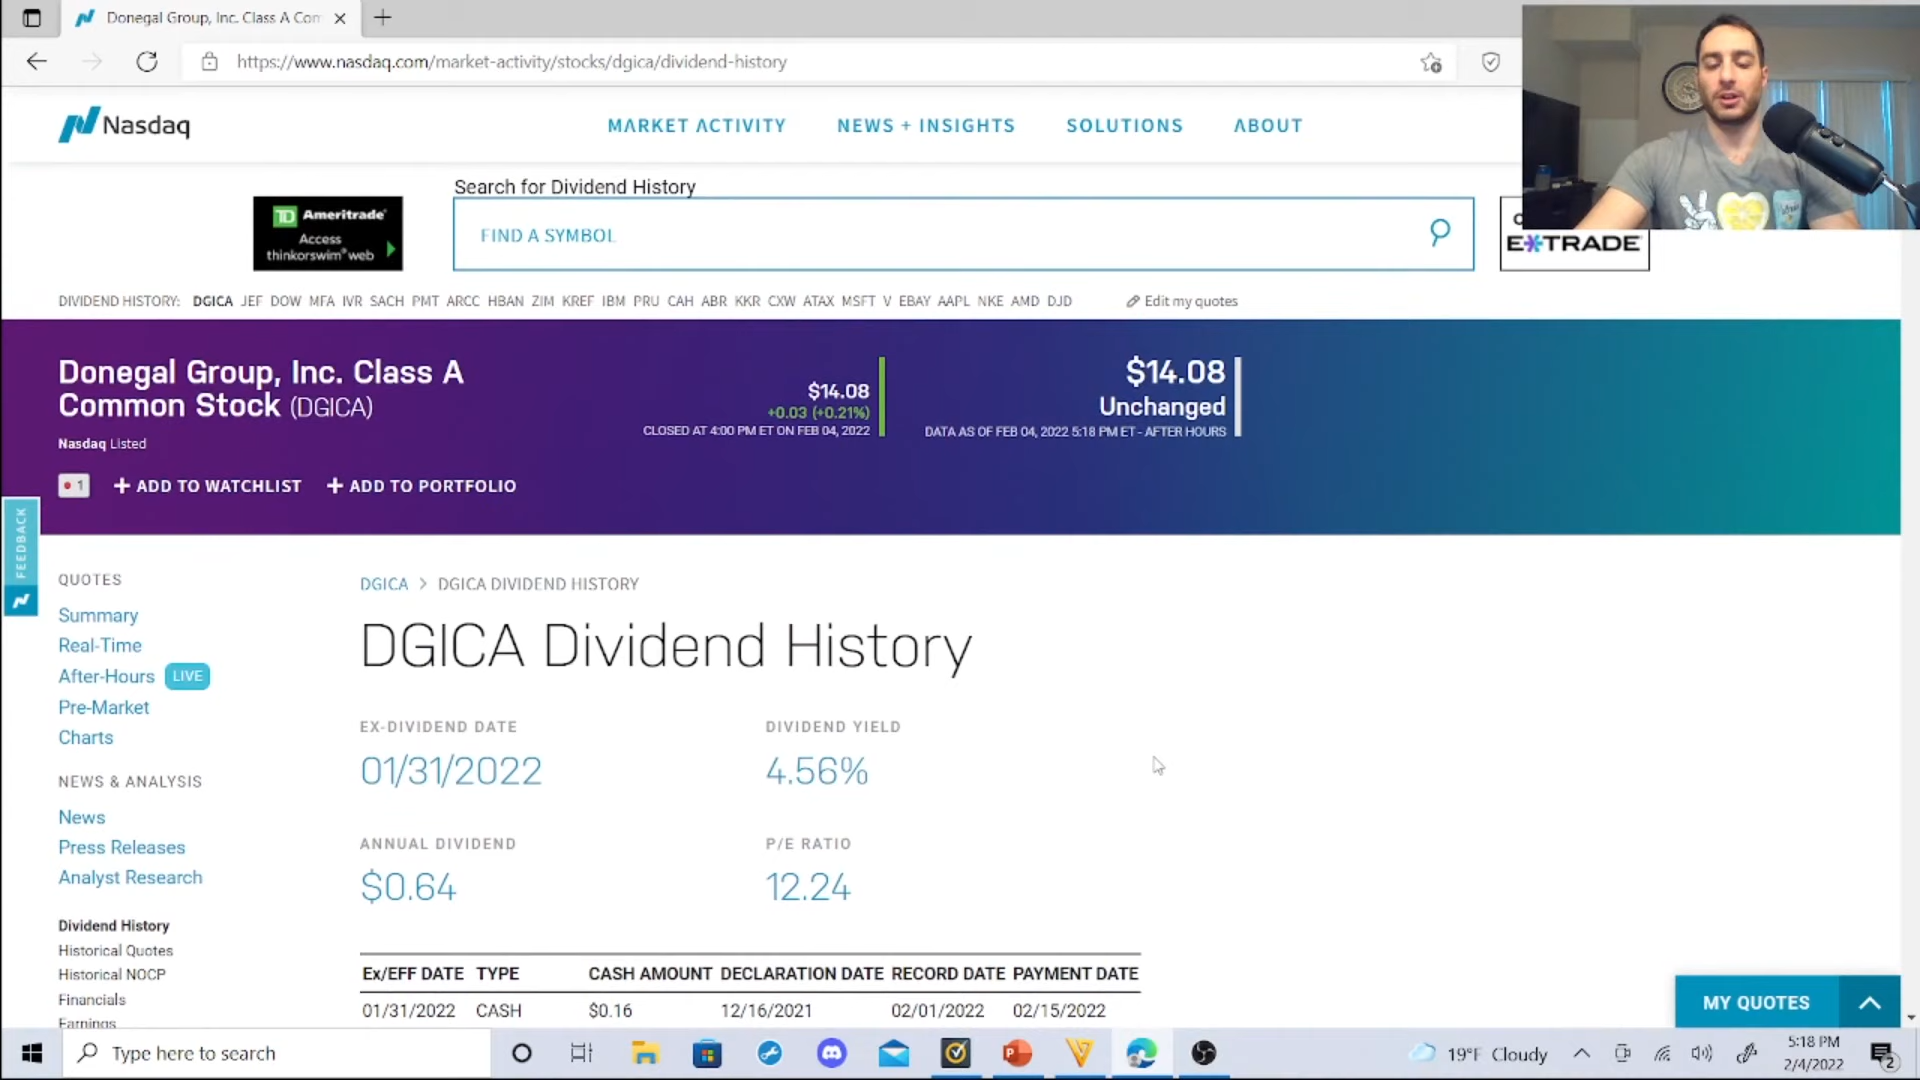 Donegal Group, Inc. Class A Com
https://www.nasdaq.com/market-activity/stocks/dgica/dividend-history
Nasdaq
MARKET ACTIVITY NEWS + INSIGHTS SOLUTIONS ABOUT
Search for Dividend History
TD Ameritrade
Access
thinkorswim® web
FIND A SYMBOL
E*TRADE
DIVIDEND HISTORY: DGICA JEF DOW MFA IVR SACH PMT ARCC HBAN ZIM KREF IBM PRU CAH ABR KKR CXW ATAX MSFT V EBAY AAPL NKE AMD DJD Edit my quotes
Donegal Group, Inc. Class A
Common Stock (DGICA)
Nasdaq Listed
$14.08
+0.03 (+0.21%)
CLOSED AT 4:00 PM ET ON FEB 04, 2022
$14.08
Unchanged
DATA AS OF FEB 04, 2022 5:18 PM ET - AFTER HOURS
1 + ADD TO WATCHLIST + ADD TO PORTFOLIO
FEEDBACK
QUOTES
Summary
Real-Time
After-Hours LIVE
Pre-Market
Charts
NEWS & ANALYSIS
News
Press Releases
Analyst Research
Dividend History
Historical Quotes
Historical NOCP
Financials
Earnings
DGICA > DGICA DIVIDEND HISTORY
DGICA Dividend History
EX-DIVIDEND DATE DIVIDEND YIELD
01/31/2022 4.56%
ANNUAL DIVIDEND P/E RATIO
$0.64 12.24
Ex/EFF DATE TYPE CASH AMOUNT DECLARATION DATE RECORD DATE PAYMENT DATE
01/31/2022 CASH $0.16 12/16/2021 02/01/2022 02/15/2022
MY QUOTES
Type here to search
19°F Cloudy
5:18 PM
2/4/2022
2